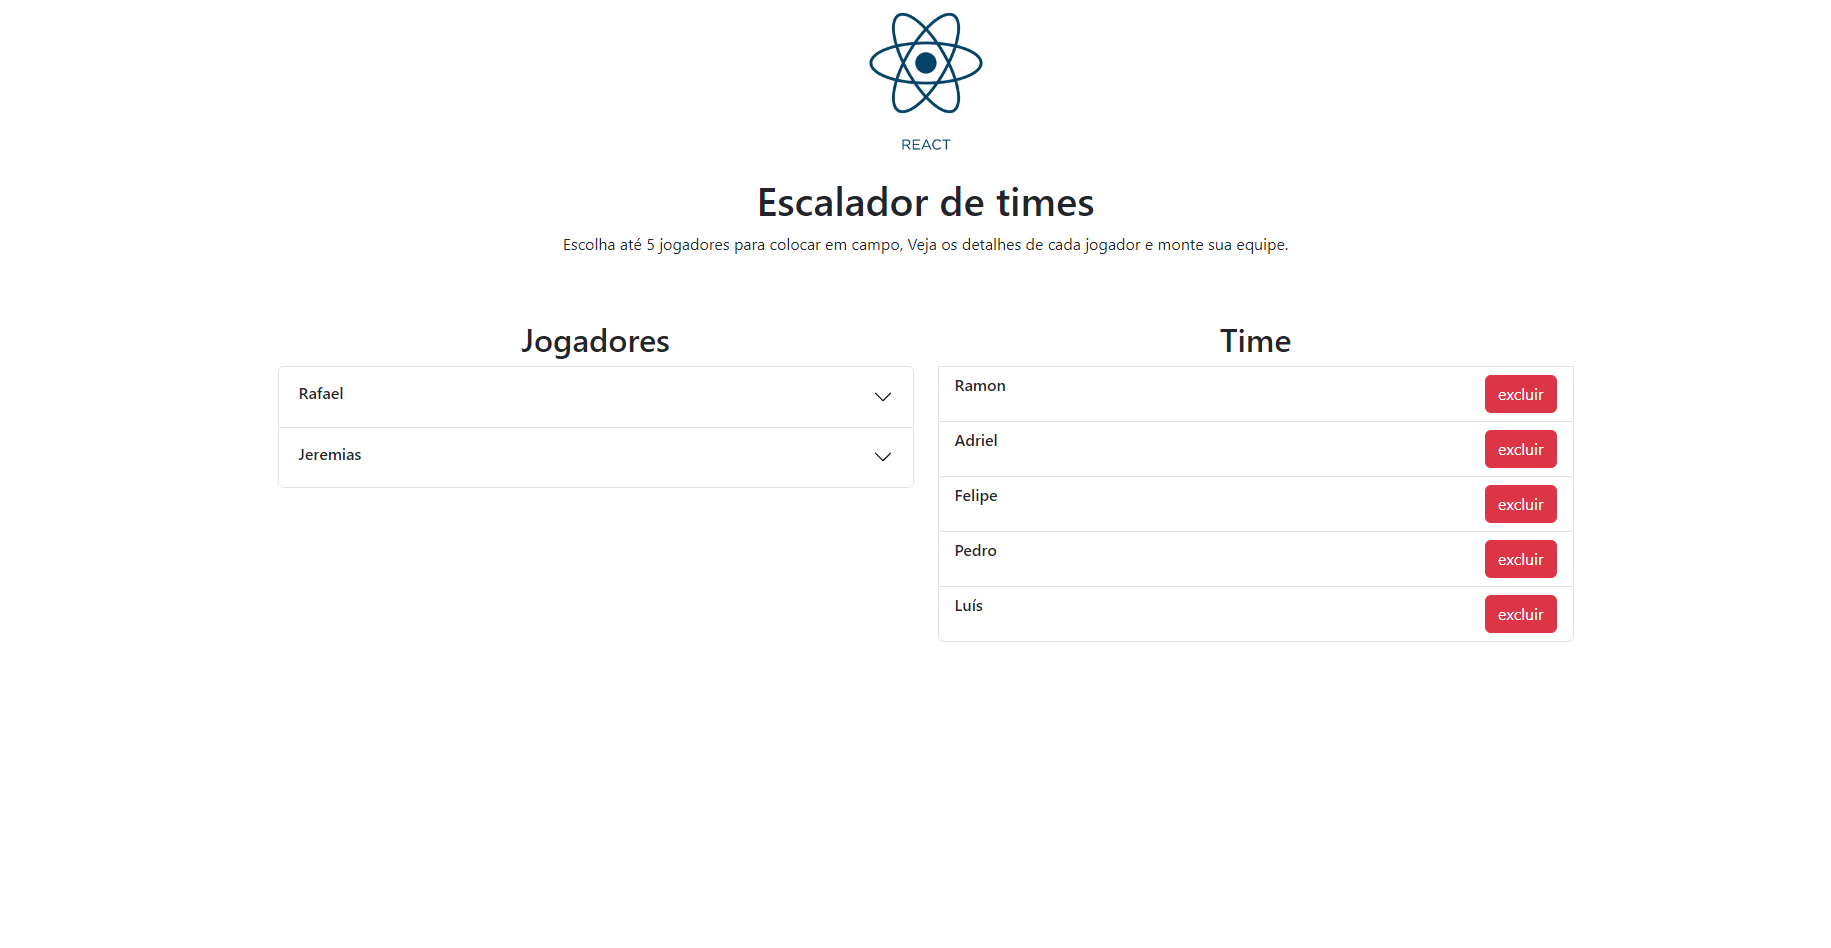 REACT
Escalador de times
Escolha até 5 jogadores para colocar em campo, Veja os detalhes de cada jogador e monte sua equipe.
Jogadores
Rafael
Jeremias
Time
Ramon
excluir
Adriel
excluir
Felipe
excluir
Pedro
excluir
Luís
excluir